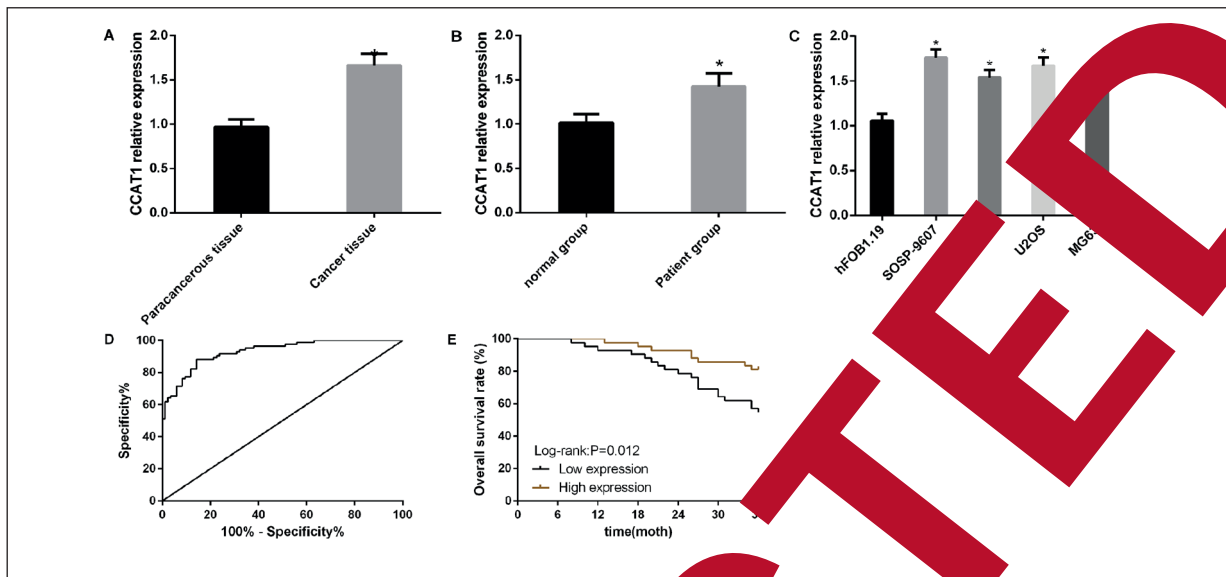 A
CCAT1 relative expression
2.0
1.5
1.0
0.5
0.0
*
Paracancerous tissue
Cancer tissue
B
CCAT1 relative expression
2.0
1.5
1.0
0.5
0.0
*
normal group
Patient group
C
CCAT1 relative expression
2.0
1.5
1.0
0.5
0.0
*
*
*
hFOB1.19
SOSP-9607
U2OS
D
Specificity%
100
80
60
40
20
0
20
40
60
80
100
100% - Specificity%
E
Overall survival rate (%)
100
80
60
40
20
0
Log-rank:P=0.012
Low expression
High expression
0
6
12
18
24
30
time(moth)
TED